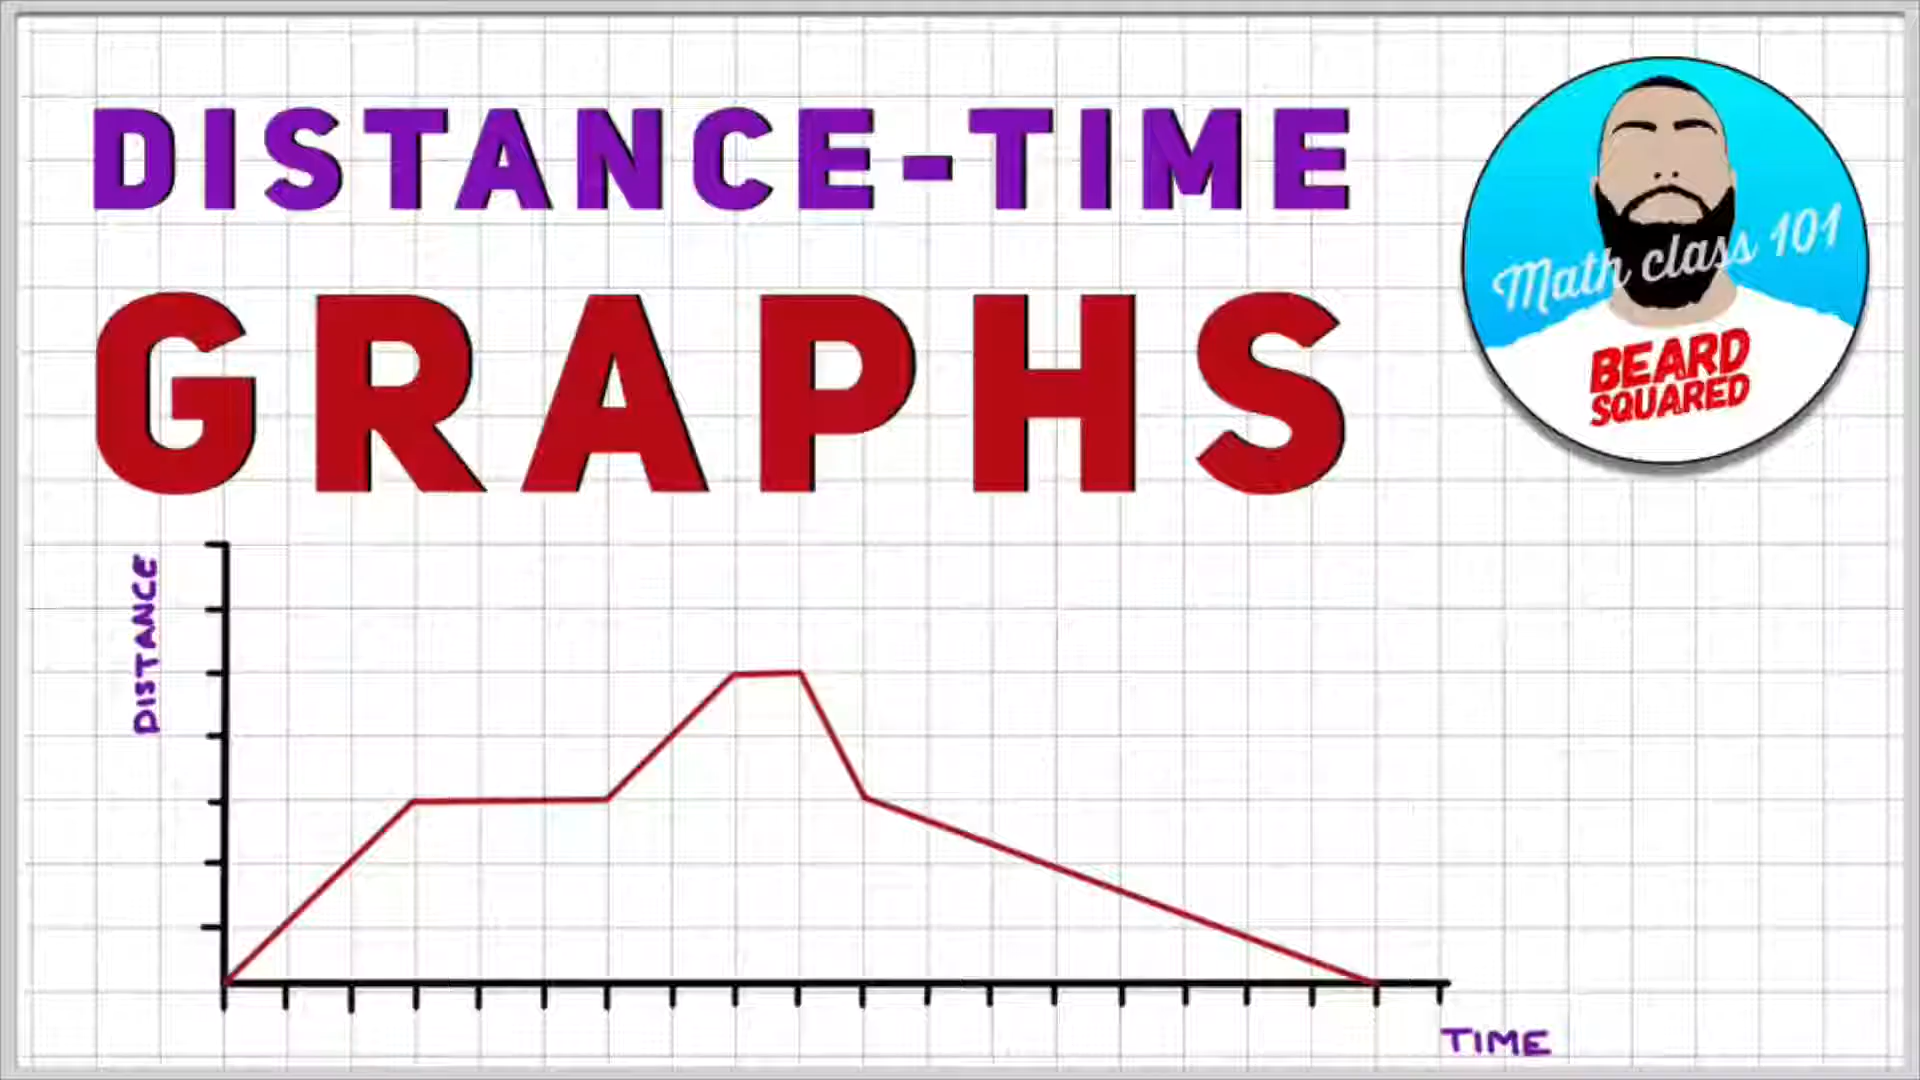 DISTANCE-TIME
GRAPHS
Math class 101
BEARD
SQUARED
DISTANCE
TIME